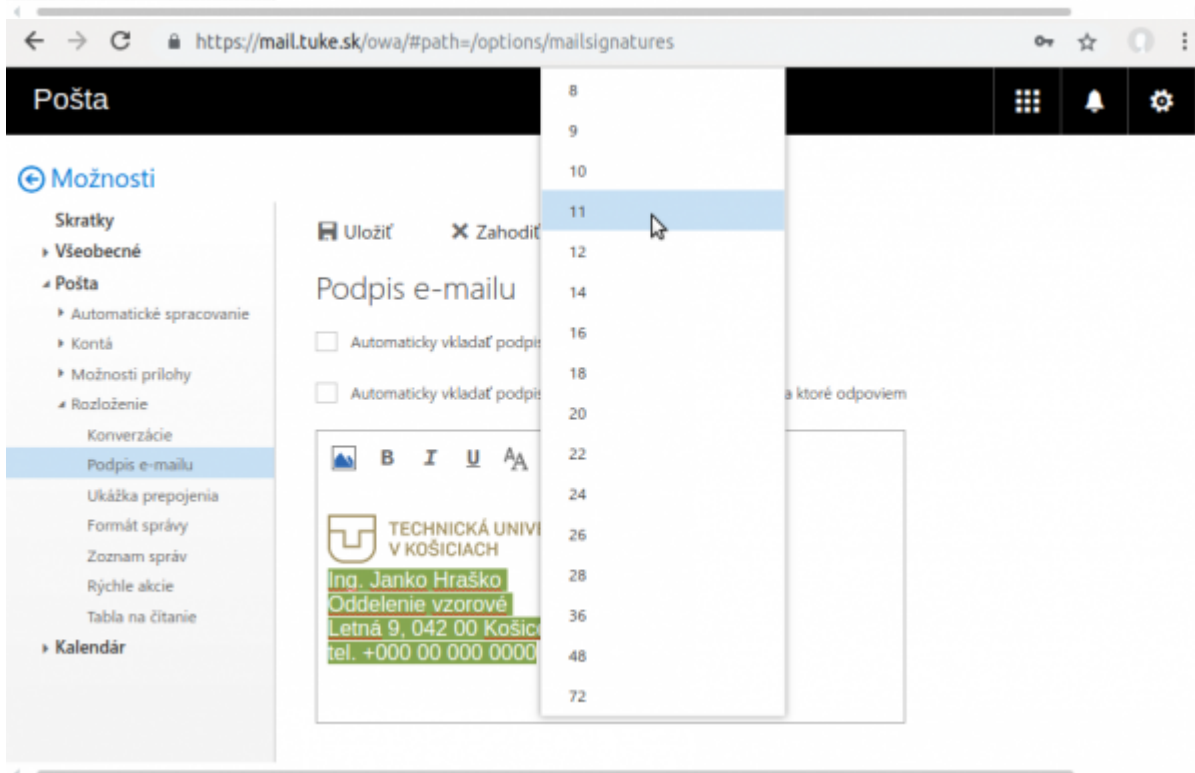 https://mail.tuke.sk/owa/#path=/options/mailsignatures
Pošta
Možnosti
Skratky
Všeobecné
Pošta
Automatické spracovanie
Kontá
Možnosti prílohy
Rozloženie
Konverzácie
Podpis e-mailu
Ukážka prepojenia
Formát správy
Zoznam správ
Rýchle akcie
Tabla na čítanie
Kalendár
Uložiť Zahodiť
Podpis e-mailu
Automaticky vkladať podpis
Automaticky vkladať podpis a ktoré odpoviem
B I U AA
TECHNICKÁ UNIVE
V KOŠICIACH
Ing. Janko Hraško
Oddelenie vzorové
Letná 9, 042 00 Košice
tel. +000 00 000 0000
8
9
10
11
12
14
16
18
20
22
24
26
28
36
48
72